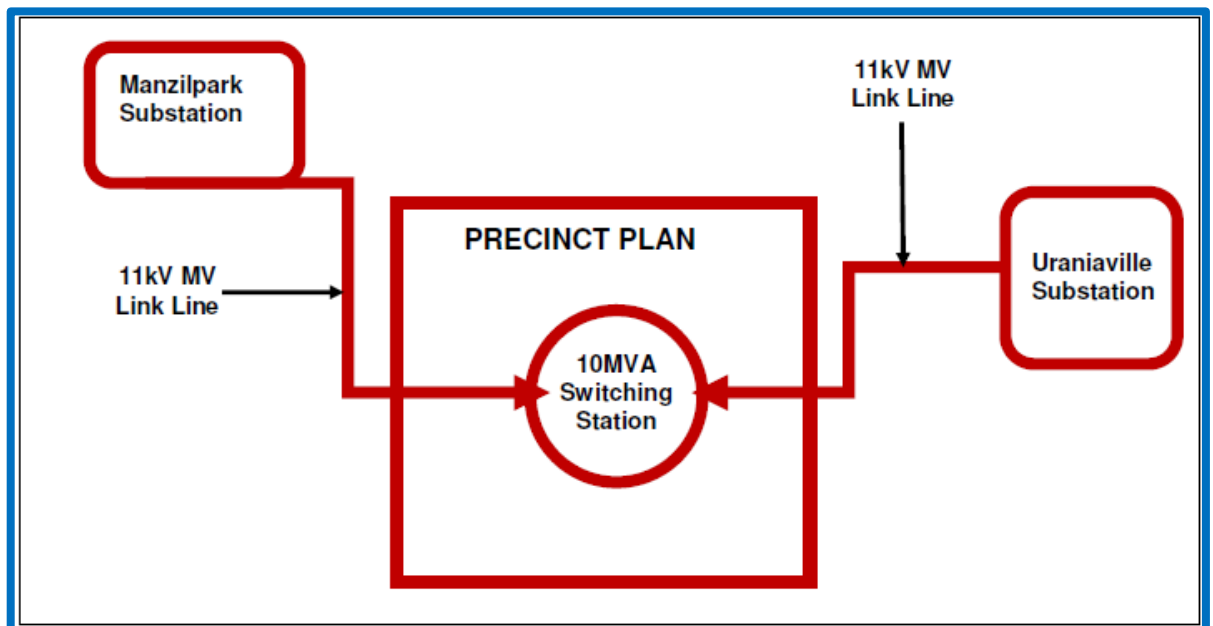 Manzilpark
Substation
11kV MV
Link Line
PRECINCT PLAN
11kV MV
Link Line
Uraniaville
Substation
10MVA
Switching
Station